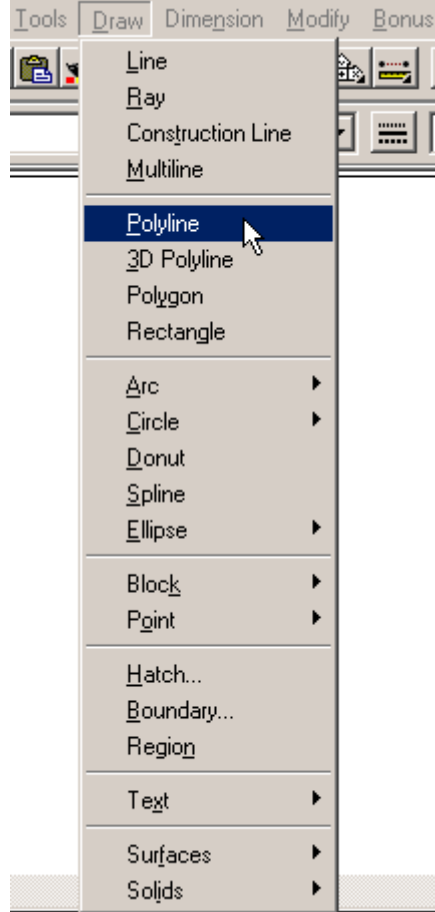 Tools Draw Dimension Modify Bonus
Line
Ray
Construction Line
Multiline
Polyline
3D Polyline
Polygon
Rectangle
Arc
Circle
Donut
Spline
Ellipse
Block
Point
Hatch...
Boundary...
Region
Text
Surfaces
Solids